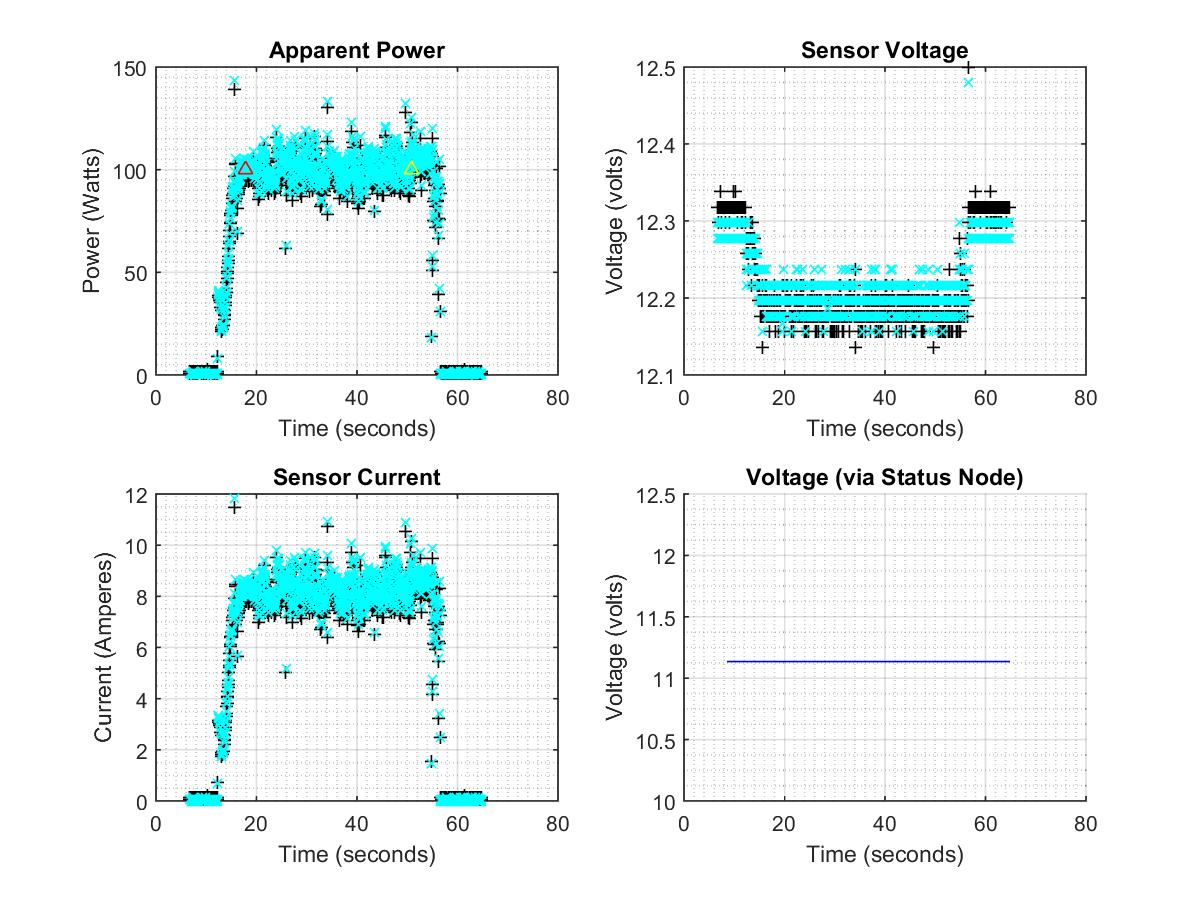 Apparent Power
150
100
50
0
0 20 40 60 80
Power (Watts)
Time (seconds)
Sensor Voltage
12.5
12.4
12.3
12.2
12.1
0 20 40 60 80
Voltage (volts)
Time (seconds)
Sensor Current
12
10
8
6
4
2
0
0 20 40 60 80
Current (Amperes)
Time (seconds)
Voltage (via Status Node)
12.5
12
11.5
11
10.5
10
0 20 40 60 80
Voltage (volts)
Time (seconds)